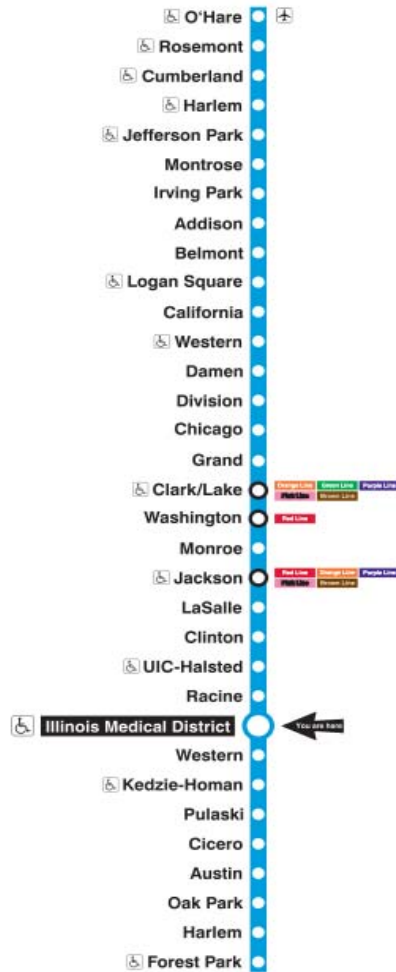 O'Hare
Rosemont
Cumberland
Harlem
Jefferson Park
Montrose
Irving Park
Addison
Belmont
Logan Square
California
Western
Damen
Division
Chicago
Grand
Clark/Lake Orange Line Green Line Purple Line
Pink Line Brown Line
Washington Red Line
Monroe
Jackson Red Line Orange Line Purple Line
Pink Line Brown Line
LaSalle
Clinton
UIC-Halsted
Racine
Illinois Medical District You are here
Western
Kedzie-Homan
Pulaski
Cicero
Austin
Oak Park
Harlem
Forest Park